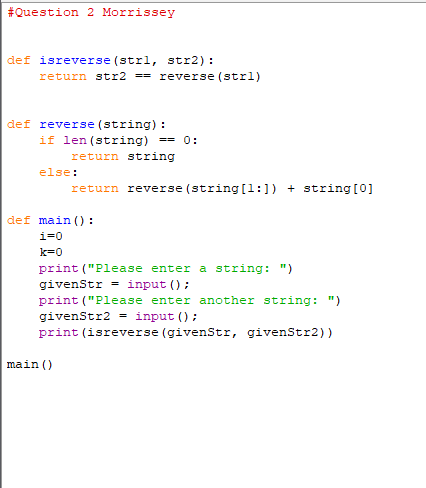 #Question 2 Morrissey
def isreverse(str1, str2):
    return str2 == reverse(str1)
def reverse(string):
    if len(string) == 0:
        return string
    else:
        return reverse(string[1:]) + string[0]
def main():
    i=0
    k=0
    print("Please enter a string: ")
    givenStr = input();
    print("Please enter another string: ")
    givenStr2 = input();
    print(isreverse(givenStr, givenStr2))
main()